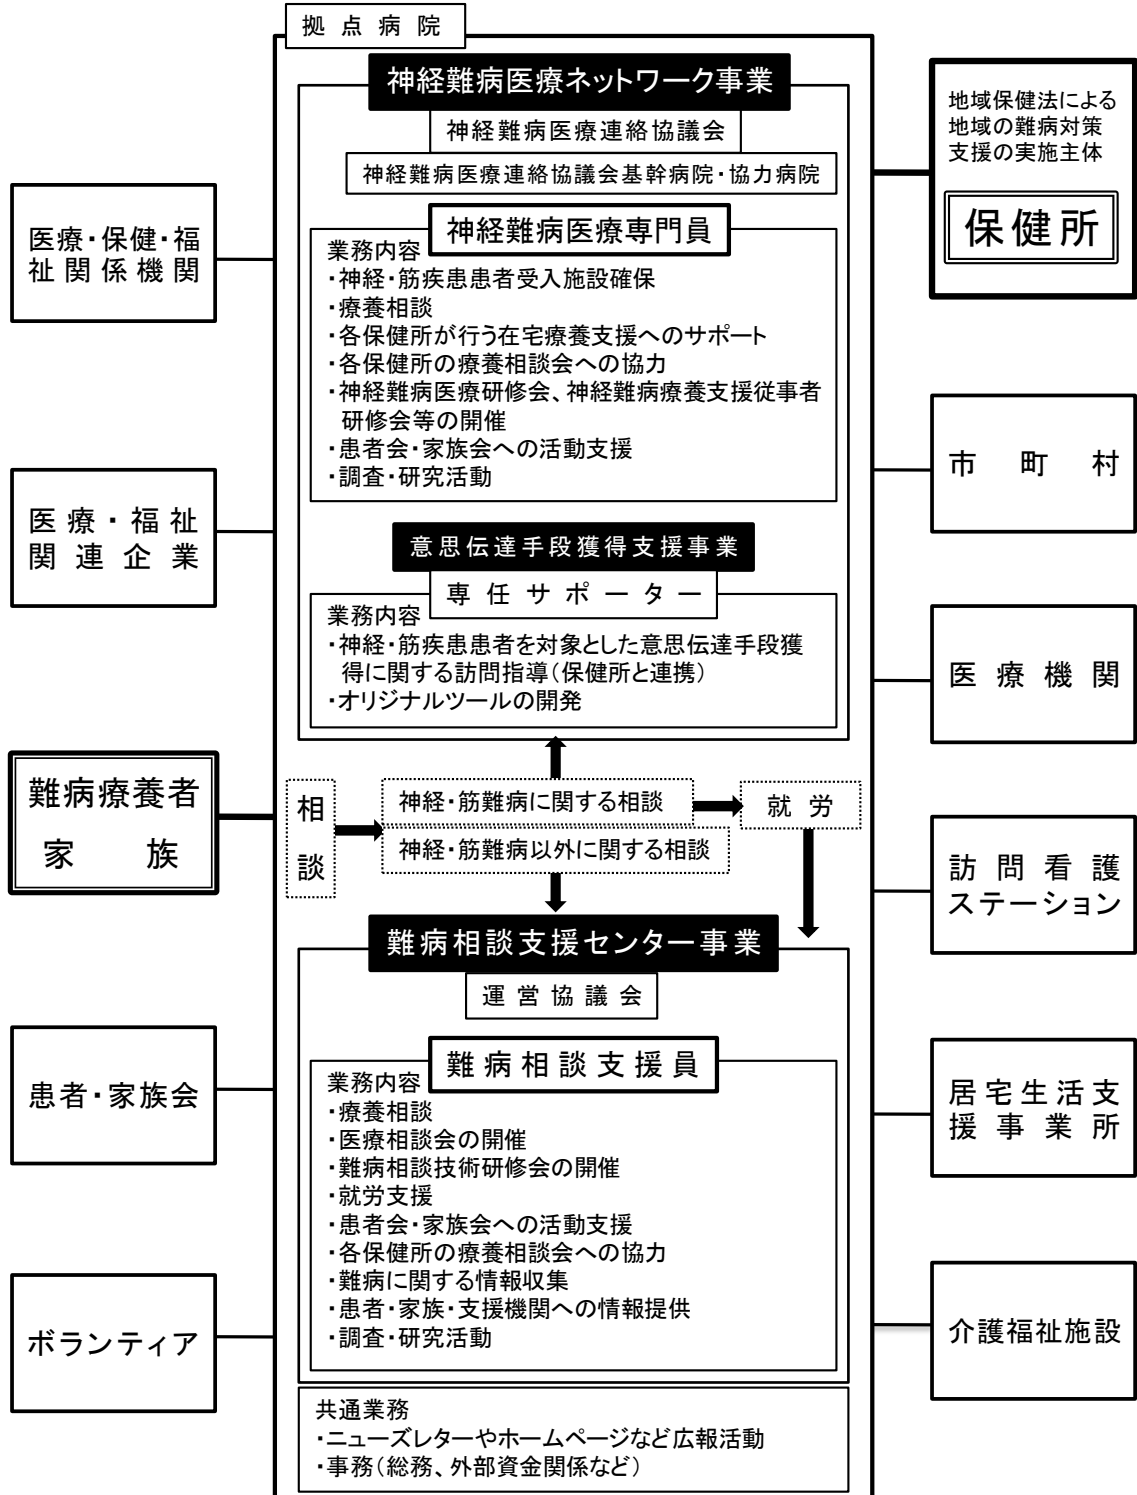 拠点病院
神経難病医療ネットワーク事業
神経難病医療連絡協議会
神経難病医療連絡協議会基幹病院・協力病院
神経難病医療専門員
業務内容
・神経・筋疾患患者受入施設確保
・療養相談
・各保健所が行う在宅療養支援へのサポート
・各保健所の療養相談会への協力
・神経難病医療研修会、神経難病療養支援従事者
研修会等の開催
・患者会・家族会への活動支援
・調査・研究活動
意思伝達手段獲得支援事業
専任サポーター
業務内容
・神経・筋疾患患者を対象とした意思伝達手段獲
得に関する訪問指導(保健所と連携)
・オリジナルツールの開発
相
談
神経・筋難病に関する相談
神経・筋難病以外に関する相談
就労
難病相談支援センター事業
運営協議会
難病相談支援員
業務内容
・療養相談
・医療相談会の開催
・難病相談技術研修会の開催
・就労支援
・患者会・家族会への活動支援
・各保健所の療養相談会への協力
・難病に関する情報収集
・患者・家族・支援機関への情報提供
・調査・研究活動
共通業務
・ニューズレターやホームページなど広報活動
・事務(総務、外部資金関係など)
医療・保健・福
祉関係機関
医療・福祉
関連企業
難病療養者
家族
患者・家族会
ボランティア
地域保健法による
地域の難病対策
支援の実施主体
保健所
市町村
医療機関
訪問看護
ステーション
居宅生活支
援事業所
介護福祉施設